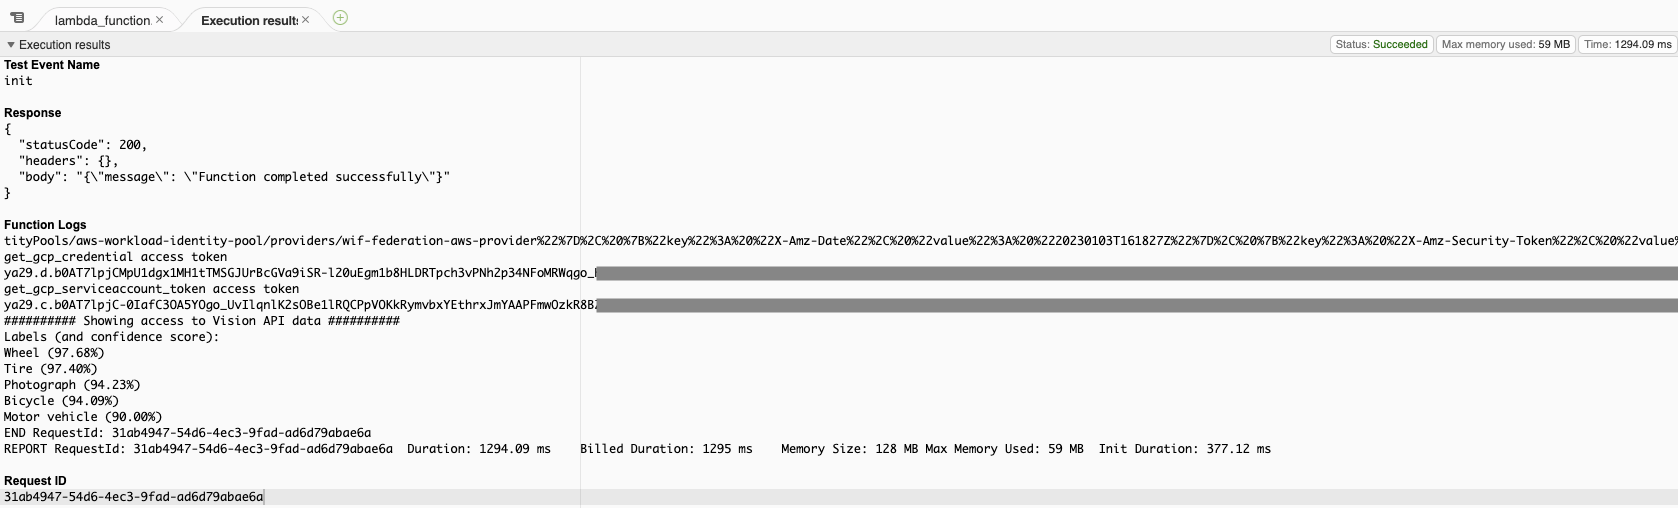 lambda_function.
Execution results
Execution results
Status: Succeeded
Max memory used: 59 MB
Time: 1294.09 ms
Test Event Name
init
Response
{
"statusCode": 200,
"headers": {},
"body": "{\"message\": \"Function completed successfully\"}"
}
Function Logs
tityPools/aws-workload-identity-pool/providers/wif-federation-aws-provider%22%7D%2C%20%7B%22key%22%3A%20%22X-Amz-Date%22%2C%20%22value%22%3A%20%2220230103T161827Z%22%7D%2C%20%7B%22key%22%3A%20%22X-Amz-Security-Token%22%2C%20%22value%
get_gcp_credential access token
ya29.d.b0AT7lpjCMpU1dgx1MH1tTMSGJUrBcGVa9iSR-l20uEgm1b8HLDRTpch3vPNh2p34NFoMRWqgo_
get_gcp_serviceaccount_token access token
ya29.c.b0AT7lpjC-0IafC3OA5YOgo_UvIlqnlK2sOBe1lRQCPpVOKkRymvbxYEthrxJmYAAPFmwOzkR8B
########## Showing access to Vision API data ##########
Labels (and confidence score):
Wheel (97.68%)
Tire (97.40%)
Photograph (94.23%)
Bicycle (94.09%)
Motor vehicle (90.00%)
END RequestId: 31ab4947-54d6-4ec3-9fad-ad6d79abae6a
REPORT RequestId: 31ab4947-54d6-4ec3-9fad-ad6d79abae6a Duration: 1294.09 ms Billed Duration: 1295 ms Memory Size: 128 MB Max Memory Used: 59 MB Init Duration: 377.12 ms
Request ID
31ab4947-54d6-4ec3-9fad-ad6d79abae6a